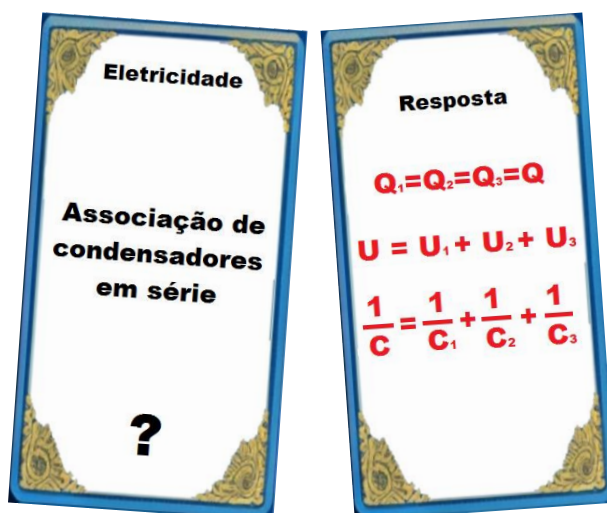 Eletricidade
Associação de
condensadores
em série
?
Resposta
Q₁=Q₂=Q₃=Q
U = U₁+ U₂+ U₃
1/C = 1/C₁ + 1/C₂ + 1/C₃